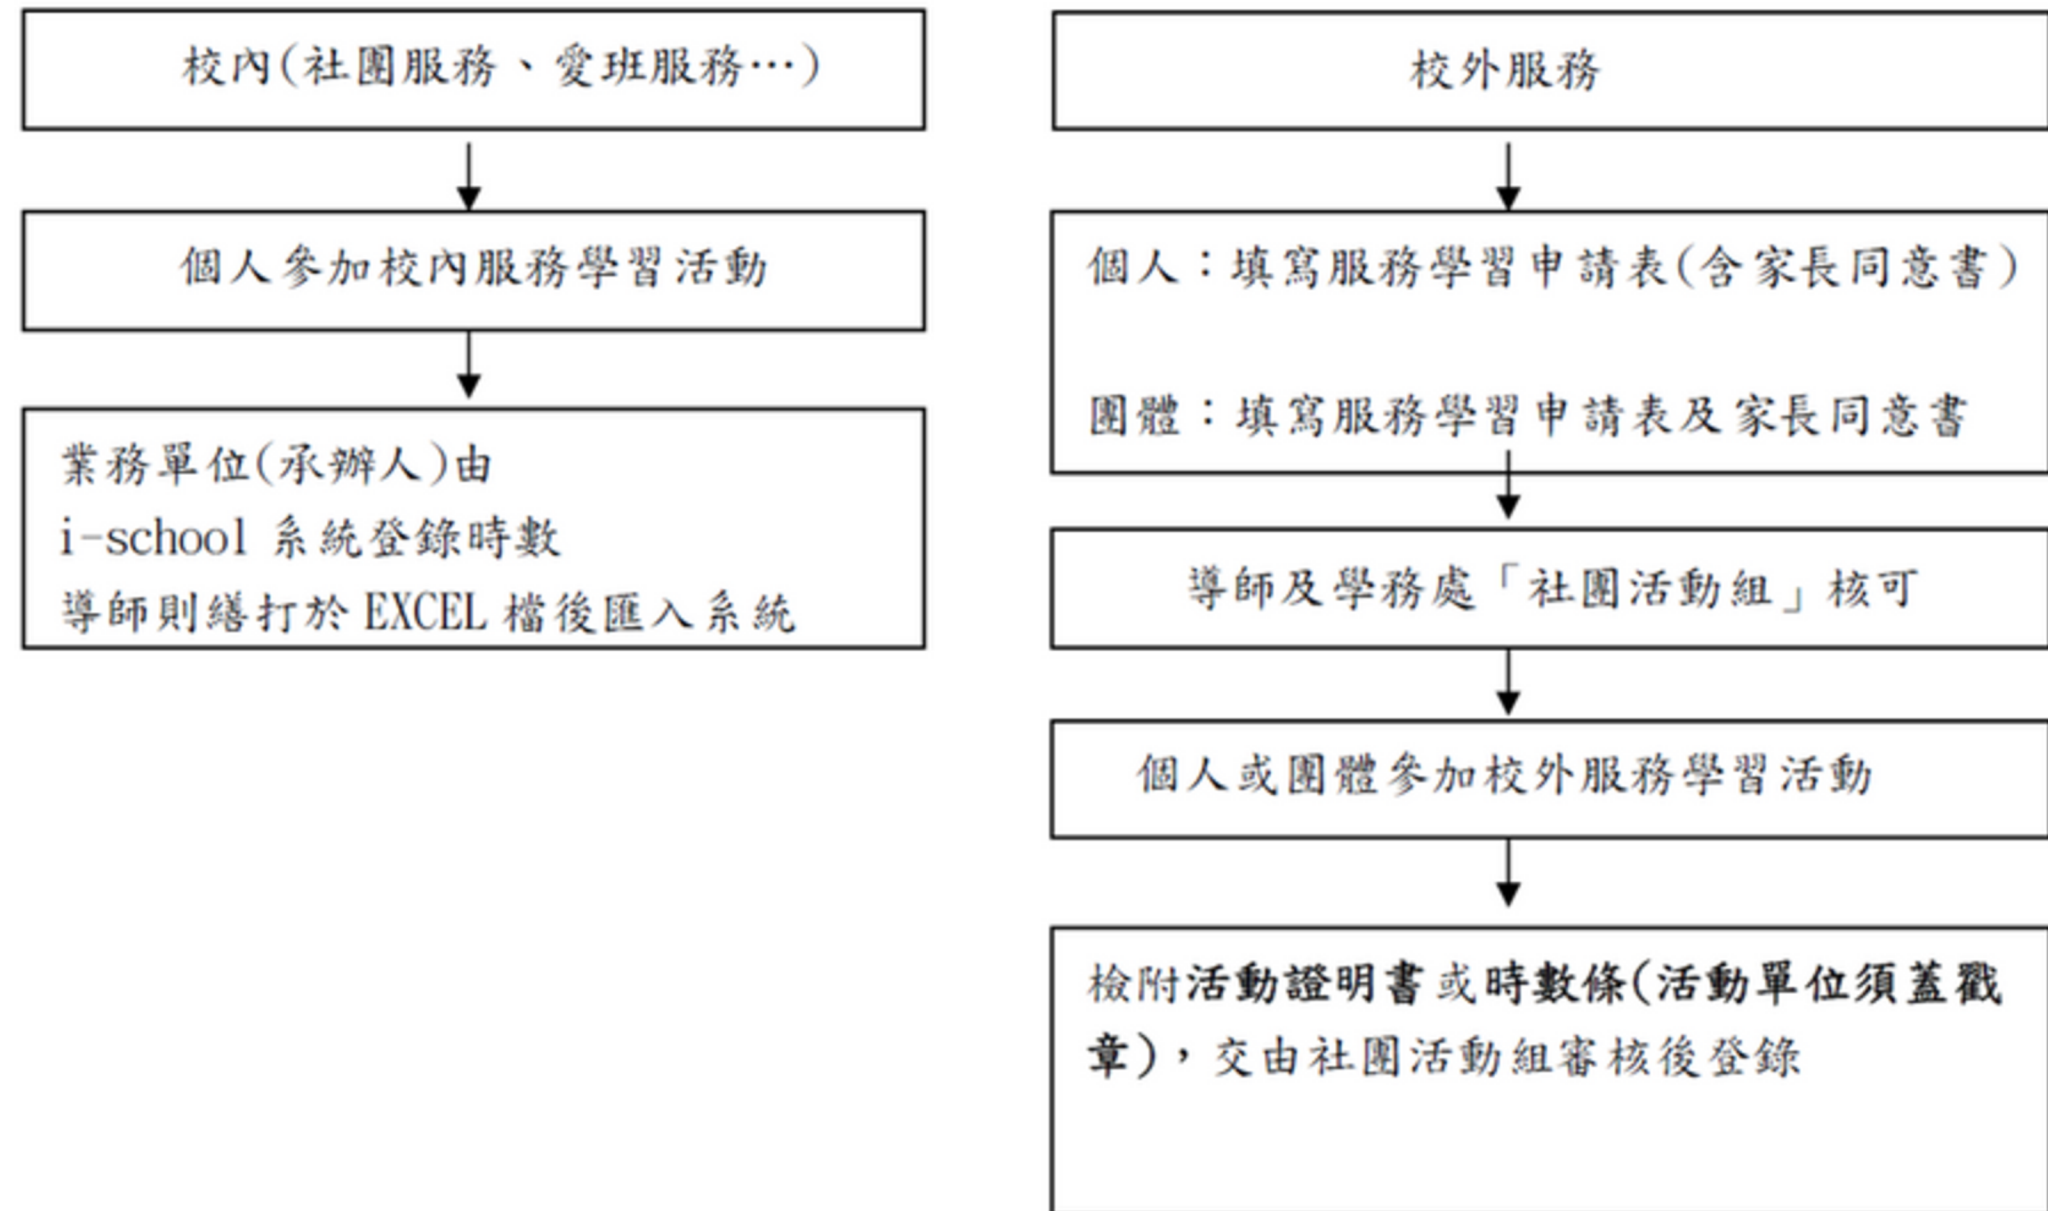 校內(社團服務、愛班服務…)
個人參加校內服務學習活動
業務單位(承辦人)由
i-school 系統登錄時數
導師則繕打於 EXCEL 檔後匯入系統
校外服務
個人：填寫服務學習申請表(含家長同意書)
團體：填寫服務學習申請表及家長同意書
導師及學務處「社團活動組」核可
個人或團體參加校外服務學習活動
檢附活動證明書或時數條(活動單位須蓋戳
章)，交由社團活動組審核後登錄